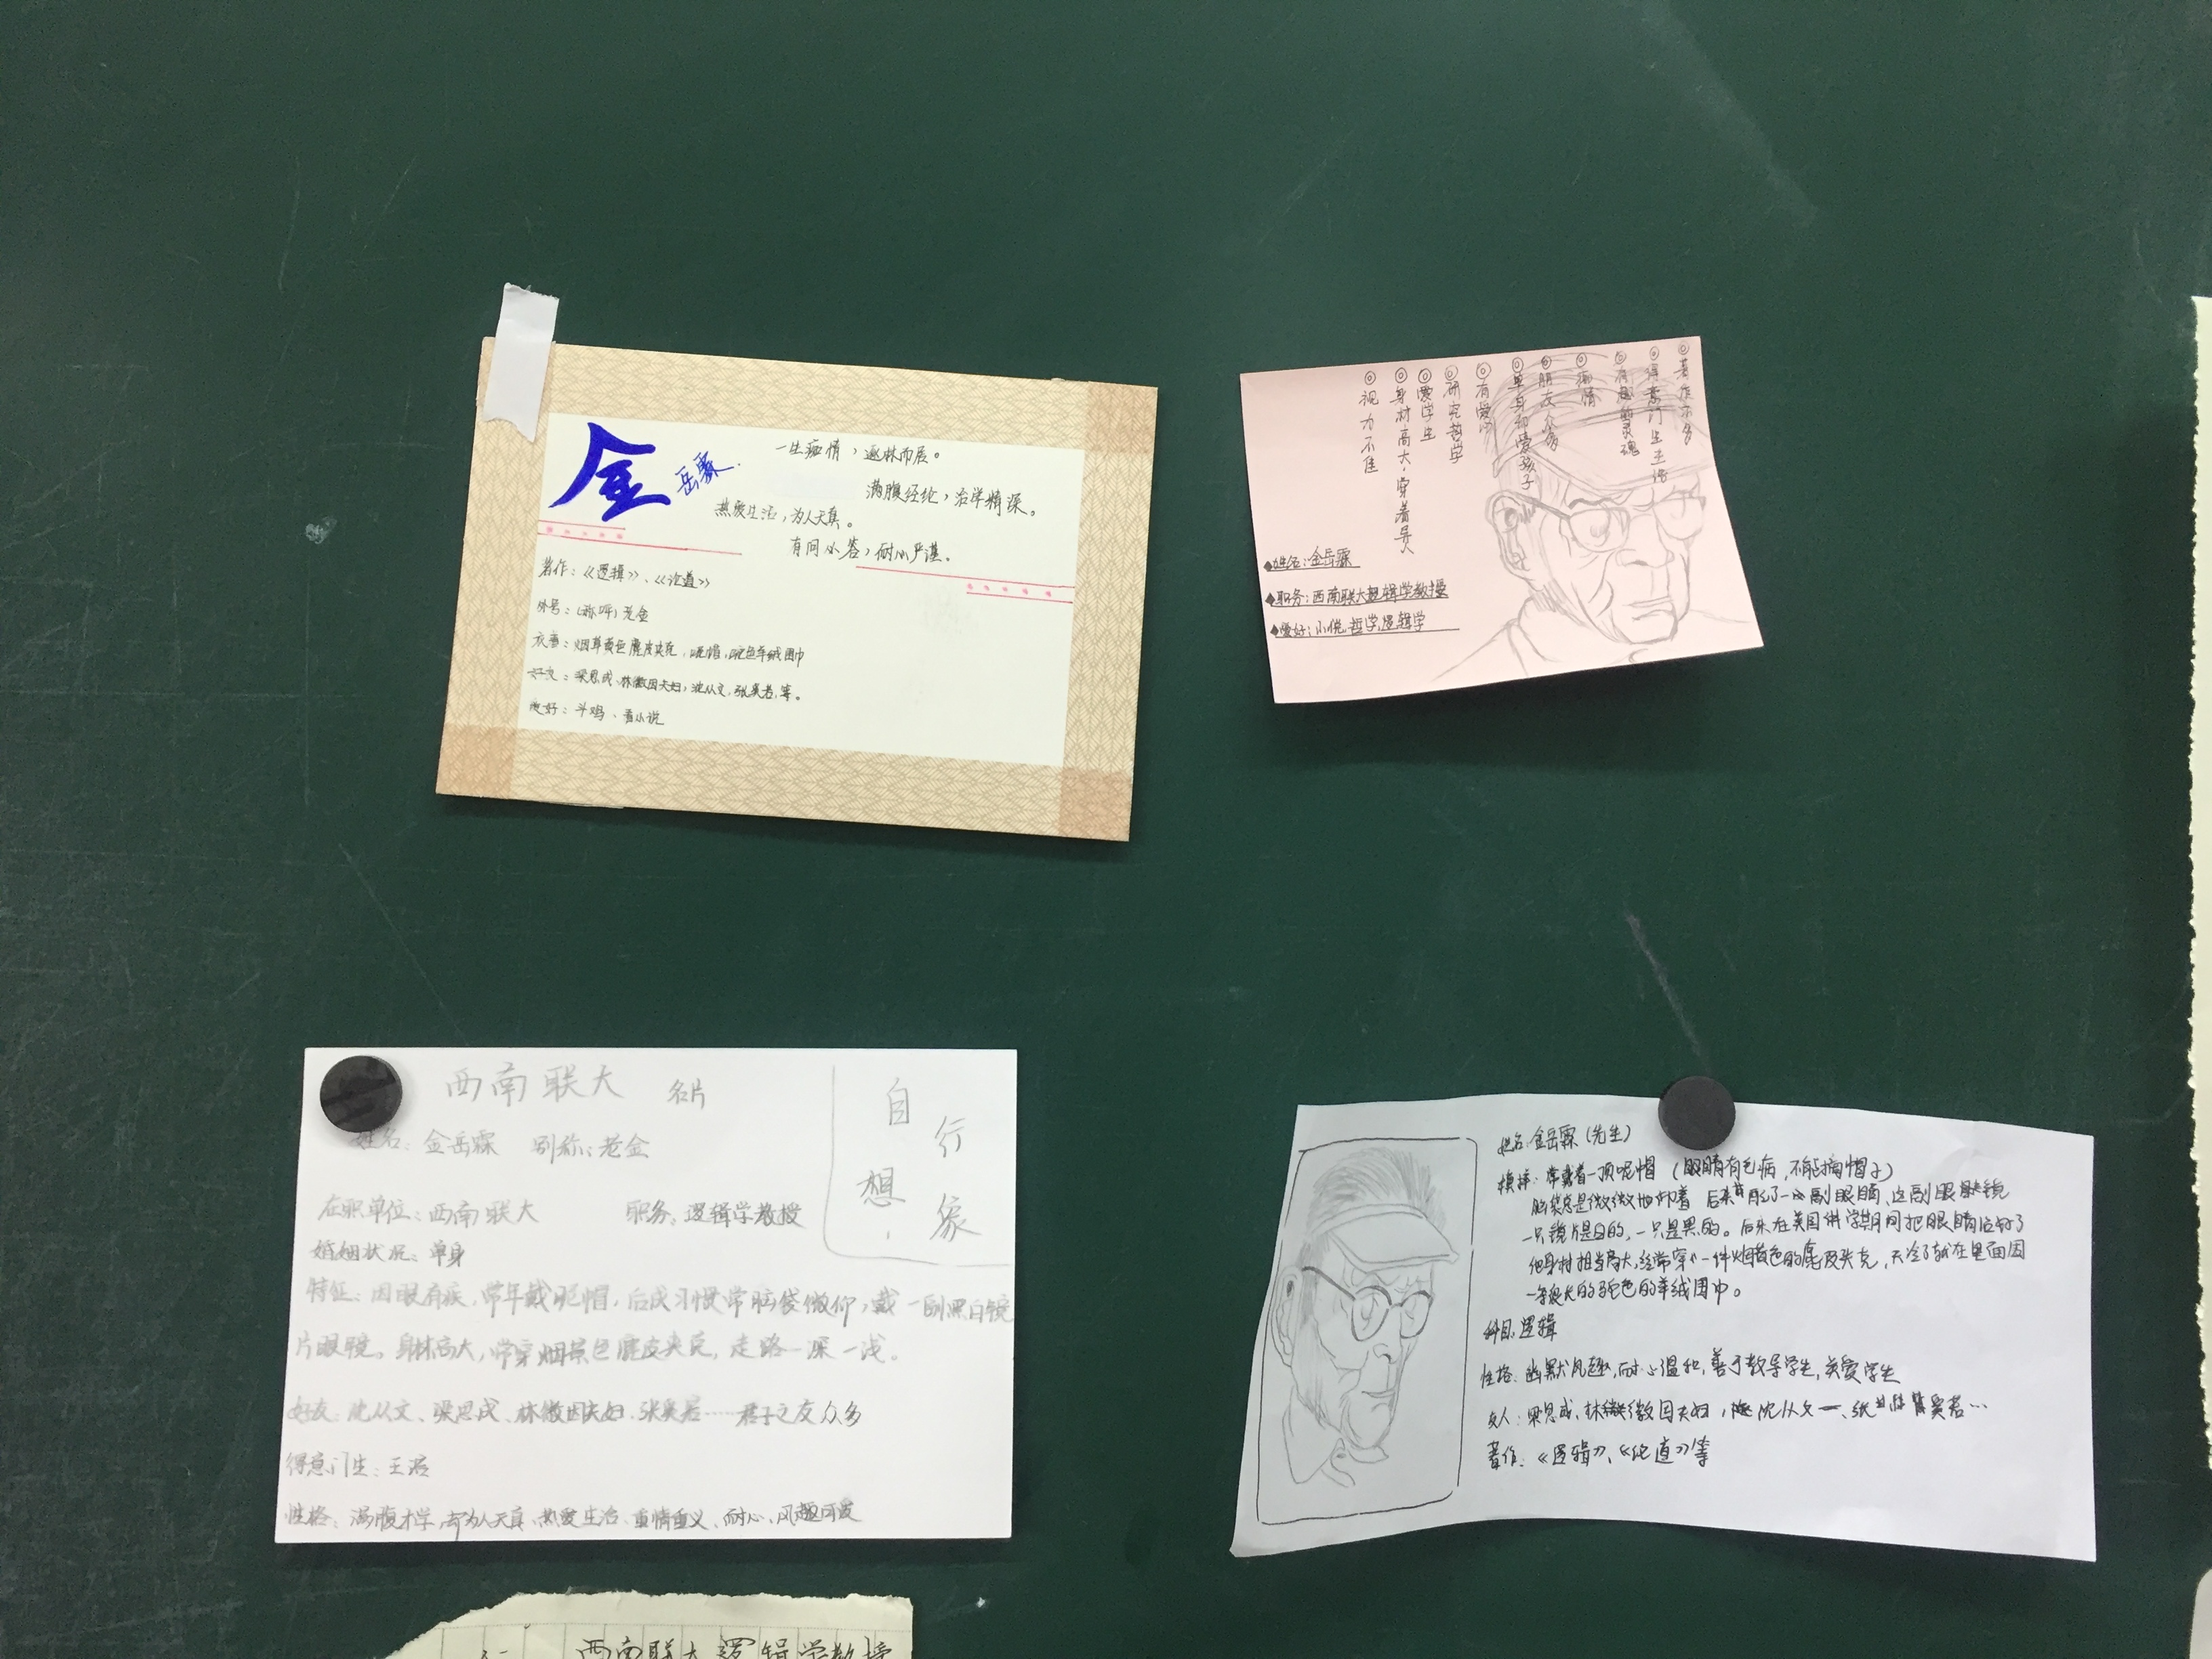 金岳霖.
一生痴情，逐林而居。
满腹经纶，治学精深。
热爱生活，为人天真。
有问必答，耐心严谨。
著作：《逻辑》、《论道》
外号：(称呼) 老金
衣着：烟草黄色麂皮夹克，呢帽，驼色羊绒围巾
好友：梁思成、林徽因夫妇，沈从文，张奚若，等。
爱好：斗鸡、看小说
◎著作不多
◎得意门生王浩
◎有趣的灵魂
◎痴情
◎朋友众多
◎单身却爱孩子
◎有爱心
◎研究哲学
◎爱学生
◎身材高大，穿着导人
◎视力不佳
◆姓名：金岳霖
◆职务：西南联大逻辑学教授
◆爱好：小说 哲学 逻辑学
西南联大 名片
自行想象
姓名：金岳霖 别称：老金
在职单位：西南联大 职务：逻辑学教授
婚姻状况：单身
特征：因眼有疾，常年戴呢帽，后成习惯常脑袋微仰，戴一副黑白镜
片眼镜。身材高大，常穿烟草色麂皮夹克，走路一深一浅。
好友：沈从文、梁思成、林徽因夫妇、张奚若……君子之友众多
得意门生：王浩
性格：满腹才学，却为人天真、热爱生活、重情重义、耐心、风趣可爱
姓名：金岳霖（先生）
模样：常戴着一顶呢帽（眼睛有毛病，不能摘帽子）
脑袋总是微微地仰着 后来配了一副眼睛、这副眼镜
一只镜片是白的，一只是黑的。后来在美国讲学期间把眼睛治好了
他身材相当高大，经常穿一件烟草黄色的麂皮夹克，天冷了就在里面围
一条很长的驼色的羊绒围巾。
科目：逻辑
性格：幽默风趣，耐心温和，善于教导学生，关爱学生
友人：梁思成、林徽因夫妇，沈从文、张奚若…
著作：《逻辑》、《论道》等
西南联大逻辑学教授